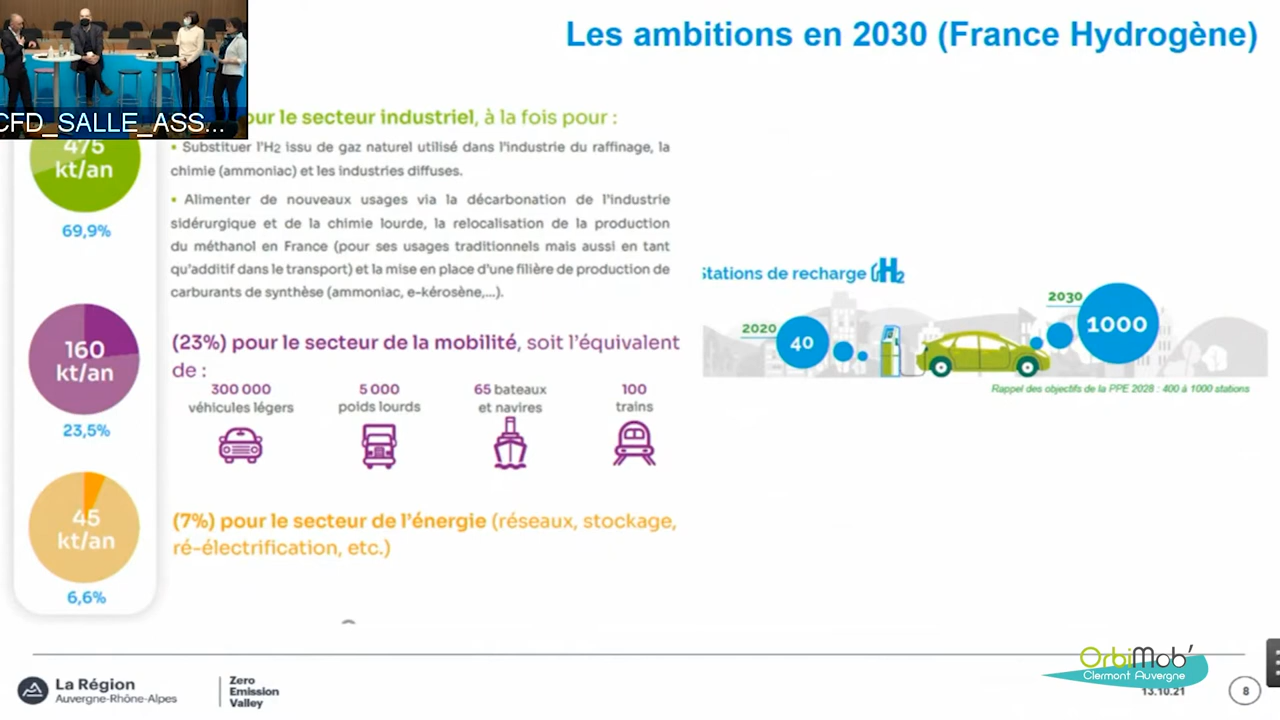 Les ambitions en 2030 (France Hydrogène)
CFD_SALLE_ASS...
our le secteur industriel, à la fois pour :
475
kt/an
69,9%
• Substituer l'H2 issu de gaz naturel utilisé dans l'industrie du raffinage, la
chimie (ammoniac) et les industries diffuses.
• Alimenter de nouveaux usages via la décarbonation de l'industrie
sidérurgique et de la chimie lourde, la relocalisation de la production
du méthanol en France (pour ses usages traditionnels mais aussi en tant
qu'additif dans le transport) et la mise en place d'une filière de production de
carburants de synthèse (ammoniac, e-kérosène,...).
160
kt/an
23,5%
(23%) pour le secteur de la mobilité, soit l'équivalent
de :
300 000
véhicules légers
5 000
poids lourds
65 bateaux
et navires
100
trains
45
kt/an
6,6%
(7%) pour le secteur de l'énergie (réseaux, stockage,
ré-électrification, etc.)
Stations de recharge H2
2020
40
2030
1000
Rappel des objectifs de la PPE 2028 : 400 à 1000 stations
La Région
Auvergne-Rhône-Alpes
Zero
Emission
Valley
OrbiMob'
Clermont Auvergne
13.10.21
8